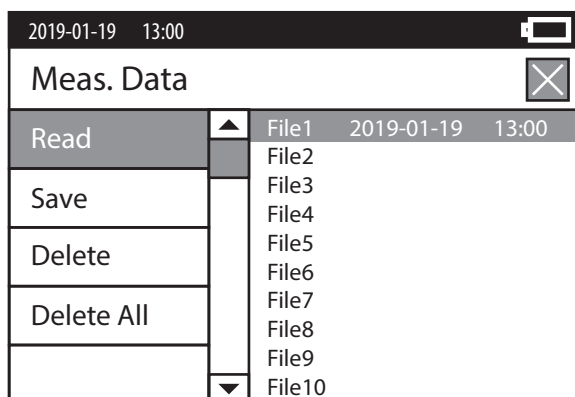 2019-01-19 13:00
Meas. Data
Read
Save
Delete
Delete All
File1 2019-01-19 13:00
File2
File3
File4
File5
File6
File7
File8
File9
File10